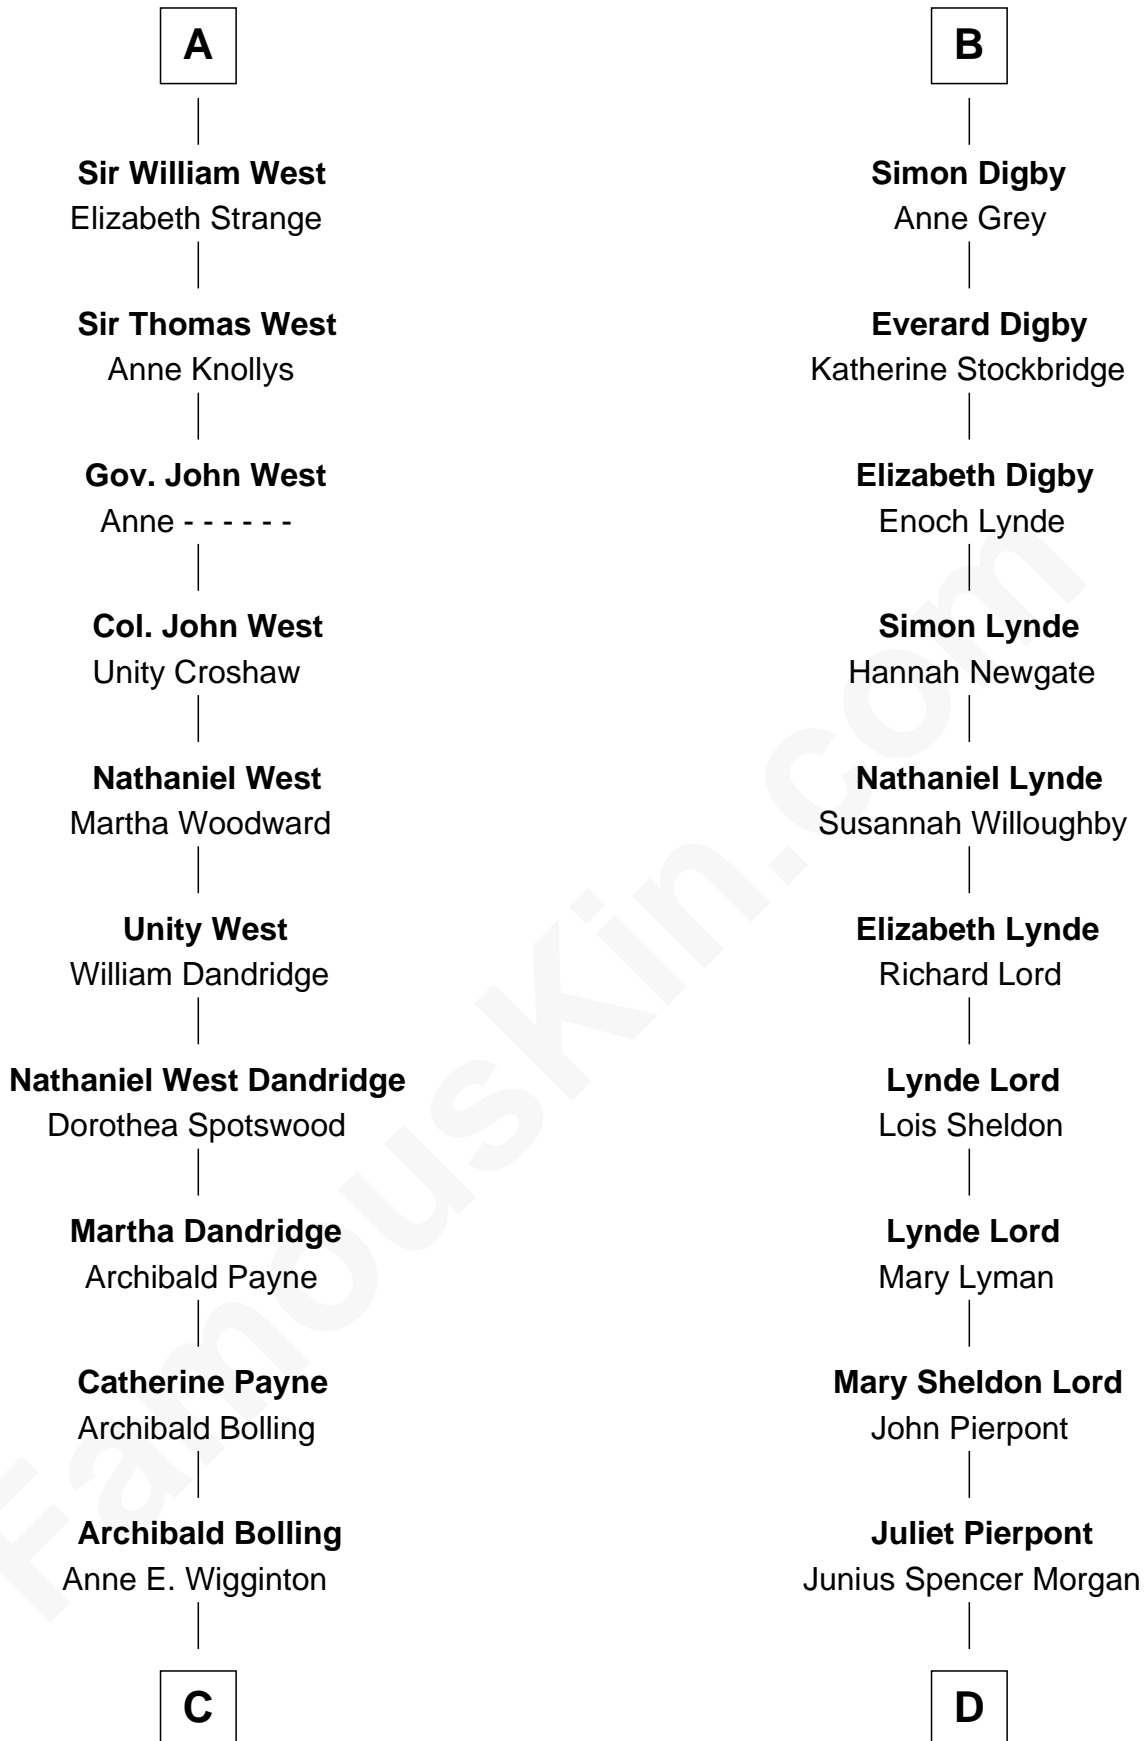 A
Sir William West
Elizabeth Strange
Sir Thomas West
Anne Knollys
Gov. John West
Anne - - - - - -
Col. John West
Unity Croshaw
Nathaniel West
Martha Woodward
Unity West
William Dandridge
Nathaniel West Dandridge
Dorothea Spotswood
Martha Dandridge
Archibald Payne
Catherine Payne
Archibald Bolling
Archibald Bolling
Anne E. Wigginton
C
B
Simon Digby
Anne Grey
Everard Digby
Katherine Stockbridge
Elizabeth Digby
Enoch Lynde
Simon Lynde
Hannah Newgate
Nathaniel Lynde
Susannah Willoughby
Elizabeth Lynde
Richard Lord
Lynde Lord
Lois Sheldon
Lynde Lord
Mary Lyman
Mary Sheldon Lord
John Pierpont
Juliet Pierpont
Junius Spencer Morgan
D
FamousKin.com